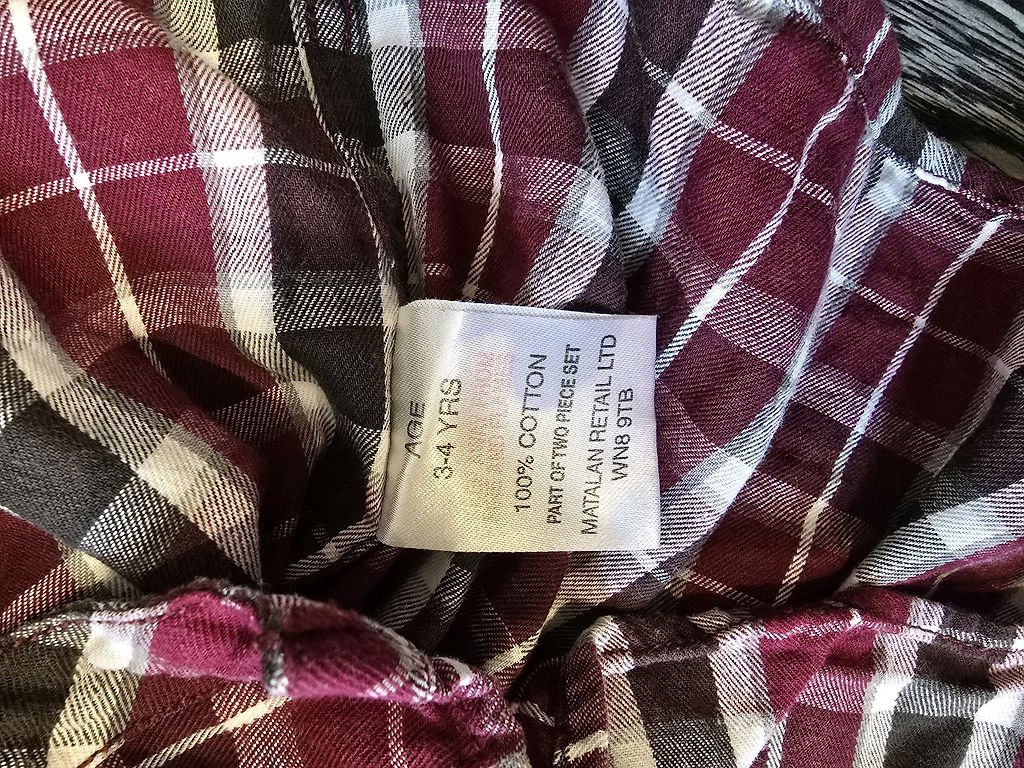 AGE
3-4 YRS
100% COTTON
PART OF TWO PIECE SET
MATALAN RETAIL LTD
WN8 9TB